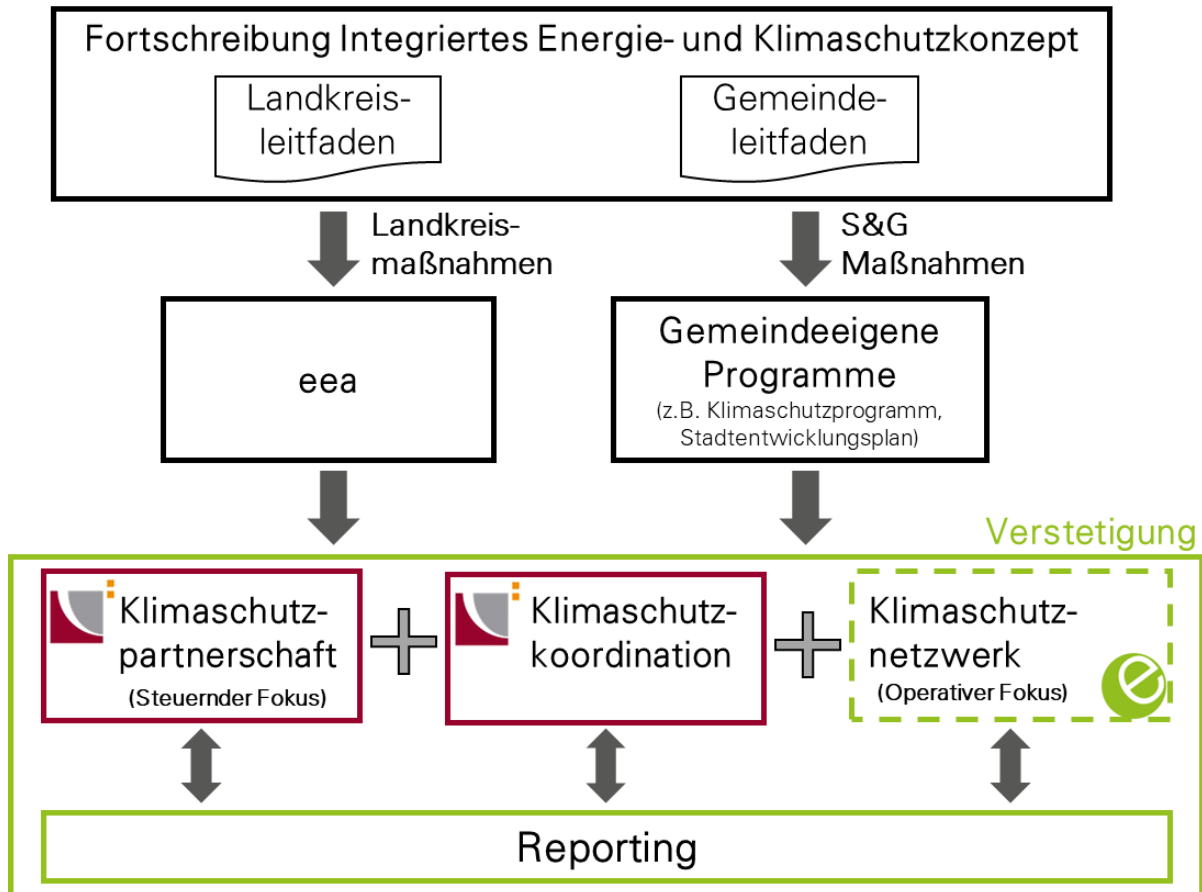 Fortschreibung Integriertes Energie- und Klimaschutzkonzept
Landkreis-
leitfaden
Gemeinde-
leitfaden
Landkreis-
maßnahmen
S&G
Maßnahmen
eea
Gemeindeeigene
Programme
(z.B. Klimaschutzprogramm,
Stadtentwicklungsplan)
Verstetigung
Klimaschutz-
partnerschaft
(Steuernder Fokus)
Klimaschutz-
koordination
Klimaschutz-
netzwerk
(Operativer Fokus)
e
Reporting